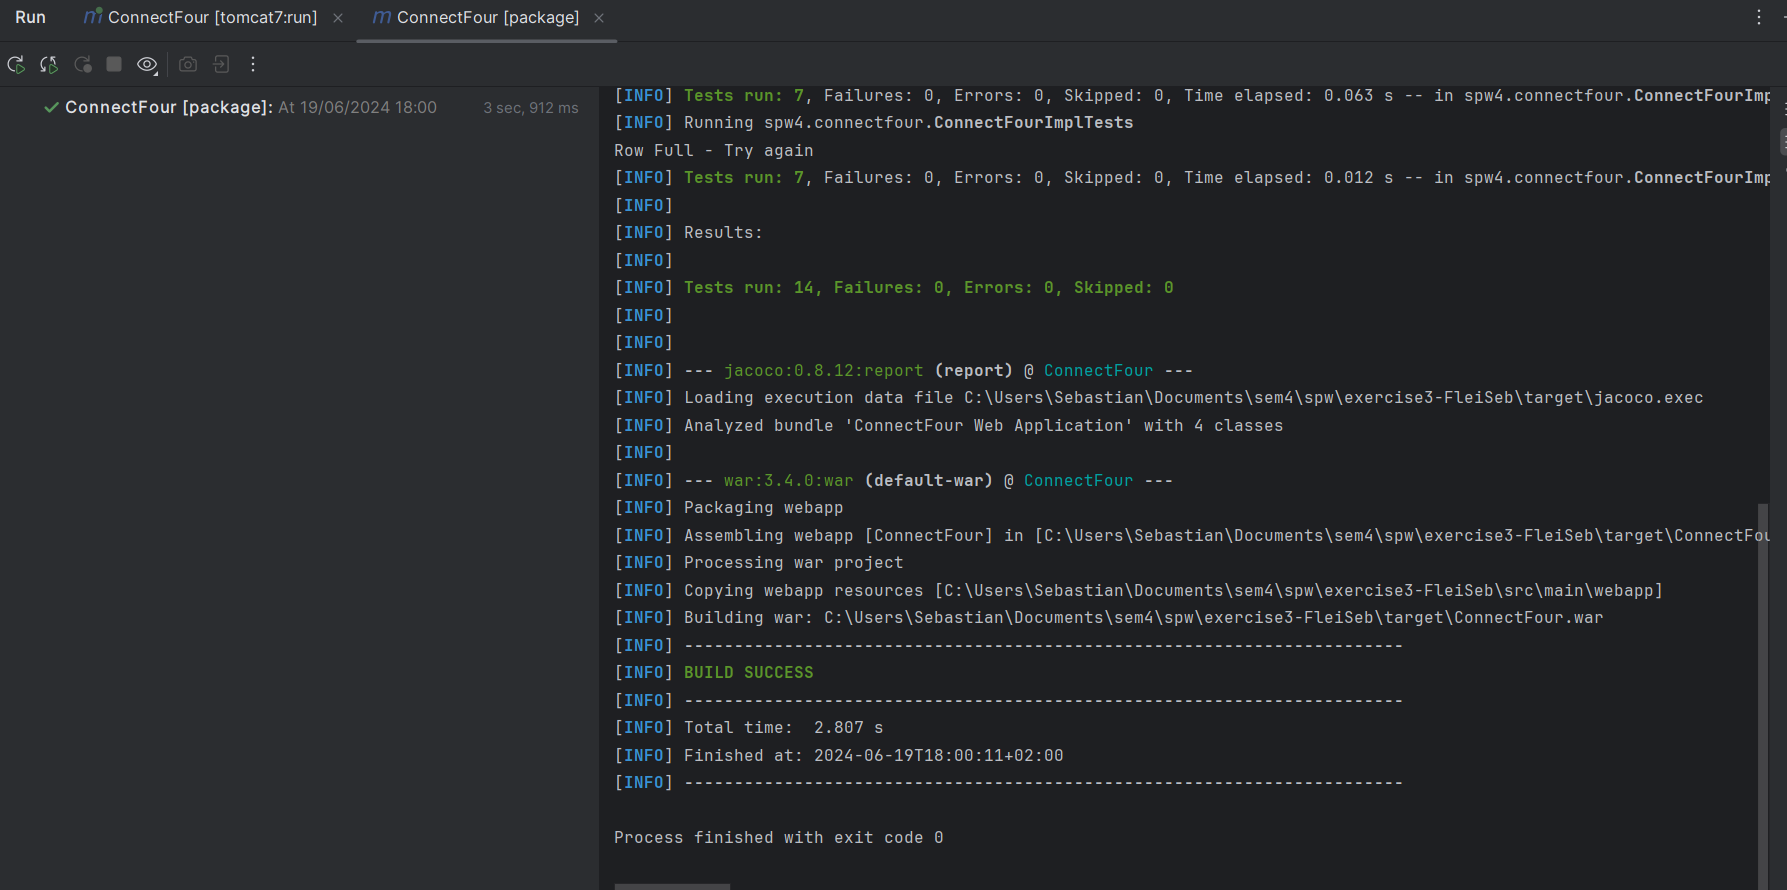 Run ConnectFour [tomcat7:run] ConnectFour [package]
ConnectFour [package]: At 19/06/2024 18:00 3 sec, 912 ms
[INFO] Tests run: 7, Failures: 0, Errors: 0, Skipped: 0, Time elapsed: 0.063 s -- in spw4.connectfour.ConnectFourImp
[INFO] Running spw4.connectfour.ConnectFourImplTests
Row Full - Try again
[INFO] Tests run: 7, Failures: 0, Errors: 0, Skipped: 0, Time elapsed: 0.012 s -- in spw4.connectfour.ConnectFourImp
[INFO]
[INFO] Results:
[INFO]
[INFO] Tests run: 14, Failures: 0, Errors: 0, Skipped: 0
[INFO]
[INFO]
[INFO] --- jacoco:0.8.12:report (report) @ ConnectFour ---
[INFO] Loading execution data file C:\Users\Sebastian\Documents\sem4\spw\exercise3-FleiSeb\target\jacoco.exec
[INFO] Analyzed bundle 'ConnectFour Web Application' with 4 classes
[INFO]
[INFO] --- war:3.4.0:war (default-war) @ ConnectFour ---
[INFO] Packaging webapp
[INFO] Assembling webapp [ConnectFour] in [C:\Users\Sebastian\Documents\sem4\spw\exercise3-FleiSeb\target\ConnectFou
[INFO] Processing war project
[INFO] Copying webapp resources [C:\Users\Sebastian\Documents\sem4\spw\exercise3-FleiSeb\src\main\webapp]
[INFO] Building war: C:\Users\Sebastian\Documents\sem4\spw\exercise3-FleiSeb\target\ConnectFour.war
[INFO] ------------------------------------------------------------------------
[INFO] BUILD SUCCESS
[INFO] ------------------------------------------------------------------------
[INFO] Total time:  2.807 s
[INFO] Finished at: 2024-06-19T18:00:11+02:00
[INFO] ------------------------------------------------------------------------
Process finished with exit code 0